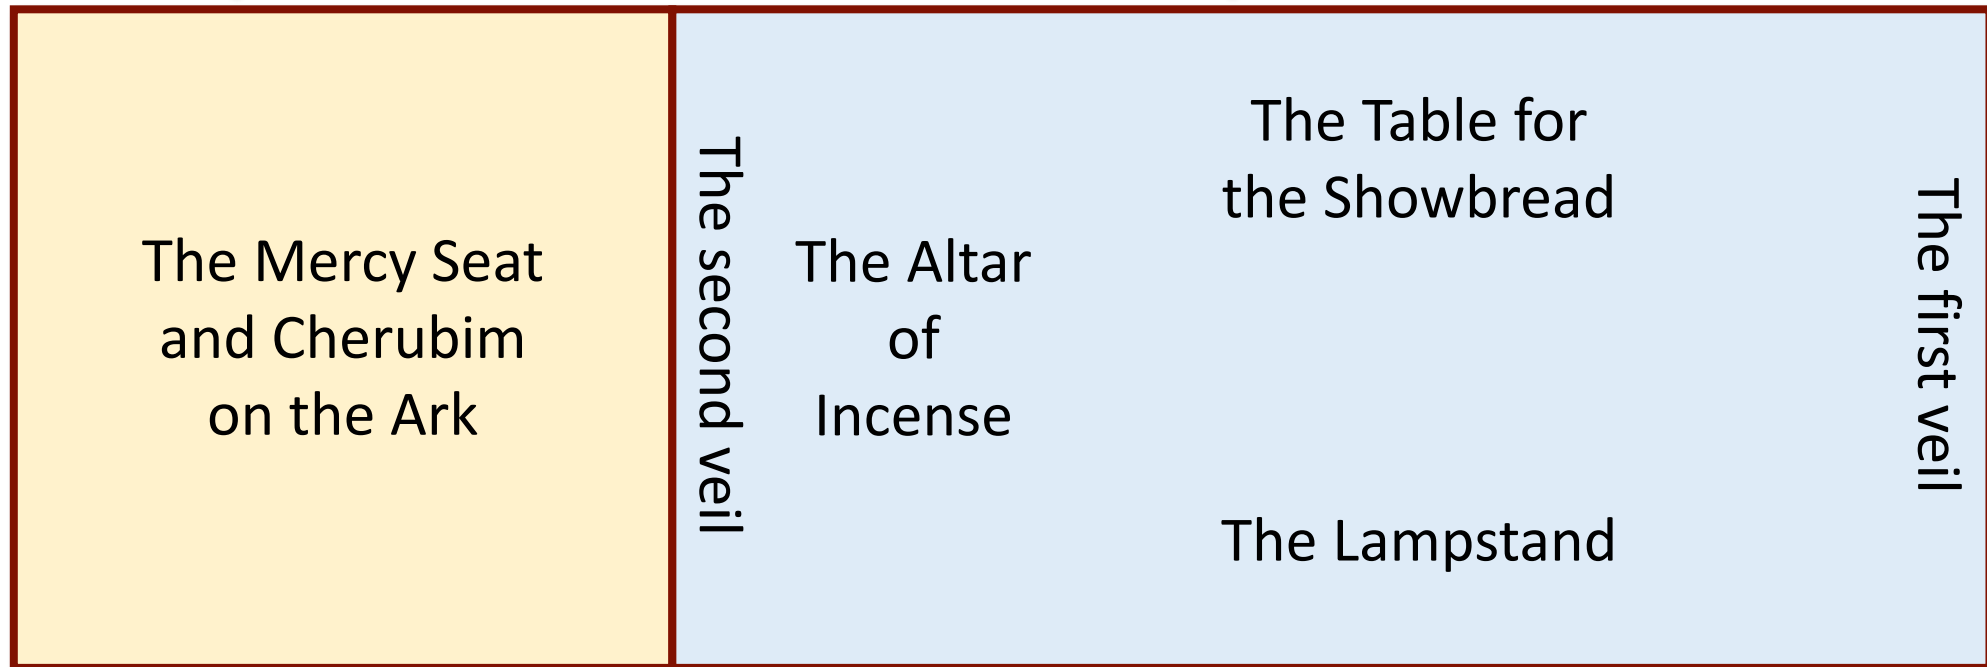 The Mercy Seat
and Cherubim
on the Ark
The second veil
The Altar
of
Incense
The Table for
the Showbread
The Lampstand
The first veil